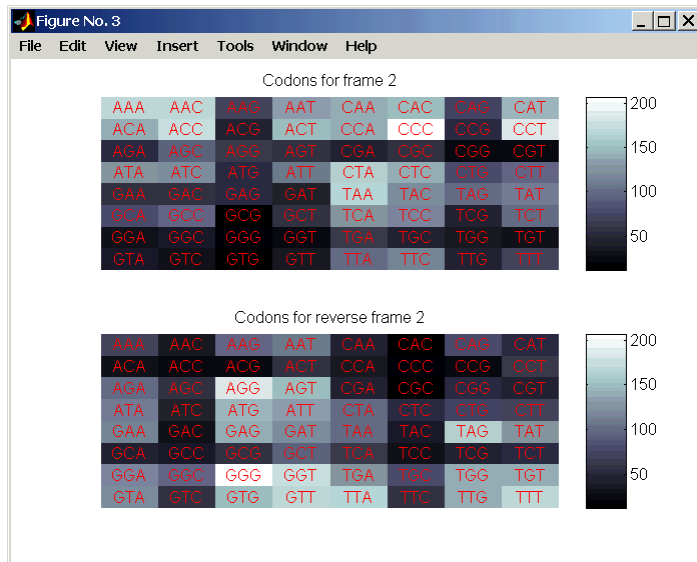 Figure No. 3
File Edit View Insert Tools Window Help
Codons for frame 2
AAA AAC AAG AAT CAA CAC CAG CAT
ACA ACC ACG ACT CCA CCC CCG CCT
AGA AGC AGG AGT CGA CGC CGG CGT
ATA ATC ATG ATT CTA CTC CTG CTT
GAA GAC GAG GAT TAA TAC TAG TAT
GCA GCC GCG GCT TCA TCC TCG TCT
GGA GGC GGG GGT TGA TGC TGG TGT
GTA GTC GTG GTT TTA TTC TTG TTT
200
150
100
50
Codons for reverse frame 2
AAA AAC AAG AAT CAA CAC CAG CAT
ACA ACC ACG ACT CCA CCC CCG CCT
AGA AGC AGG AGT CGA CGC CGG CGT
ATA ATC ATG ATT CTA CTC CTG CTT
GAA GAC GAG GAT TAA TAC TAG TAT
GCA GCC GCG GCT TCA TCC TCG TCT
GGA GGC GGG GGT TGA TGC TGG TGT
GTA GTC GTG GTT TTA TTC TTG TTT
200
150
100
50